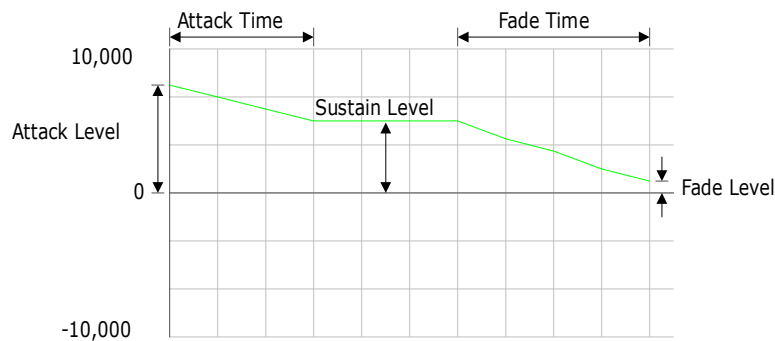 Attack Time
Fade Time
10,000
Sustain Level
Attack Level
0
Fade Level
-10,000